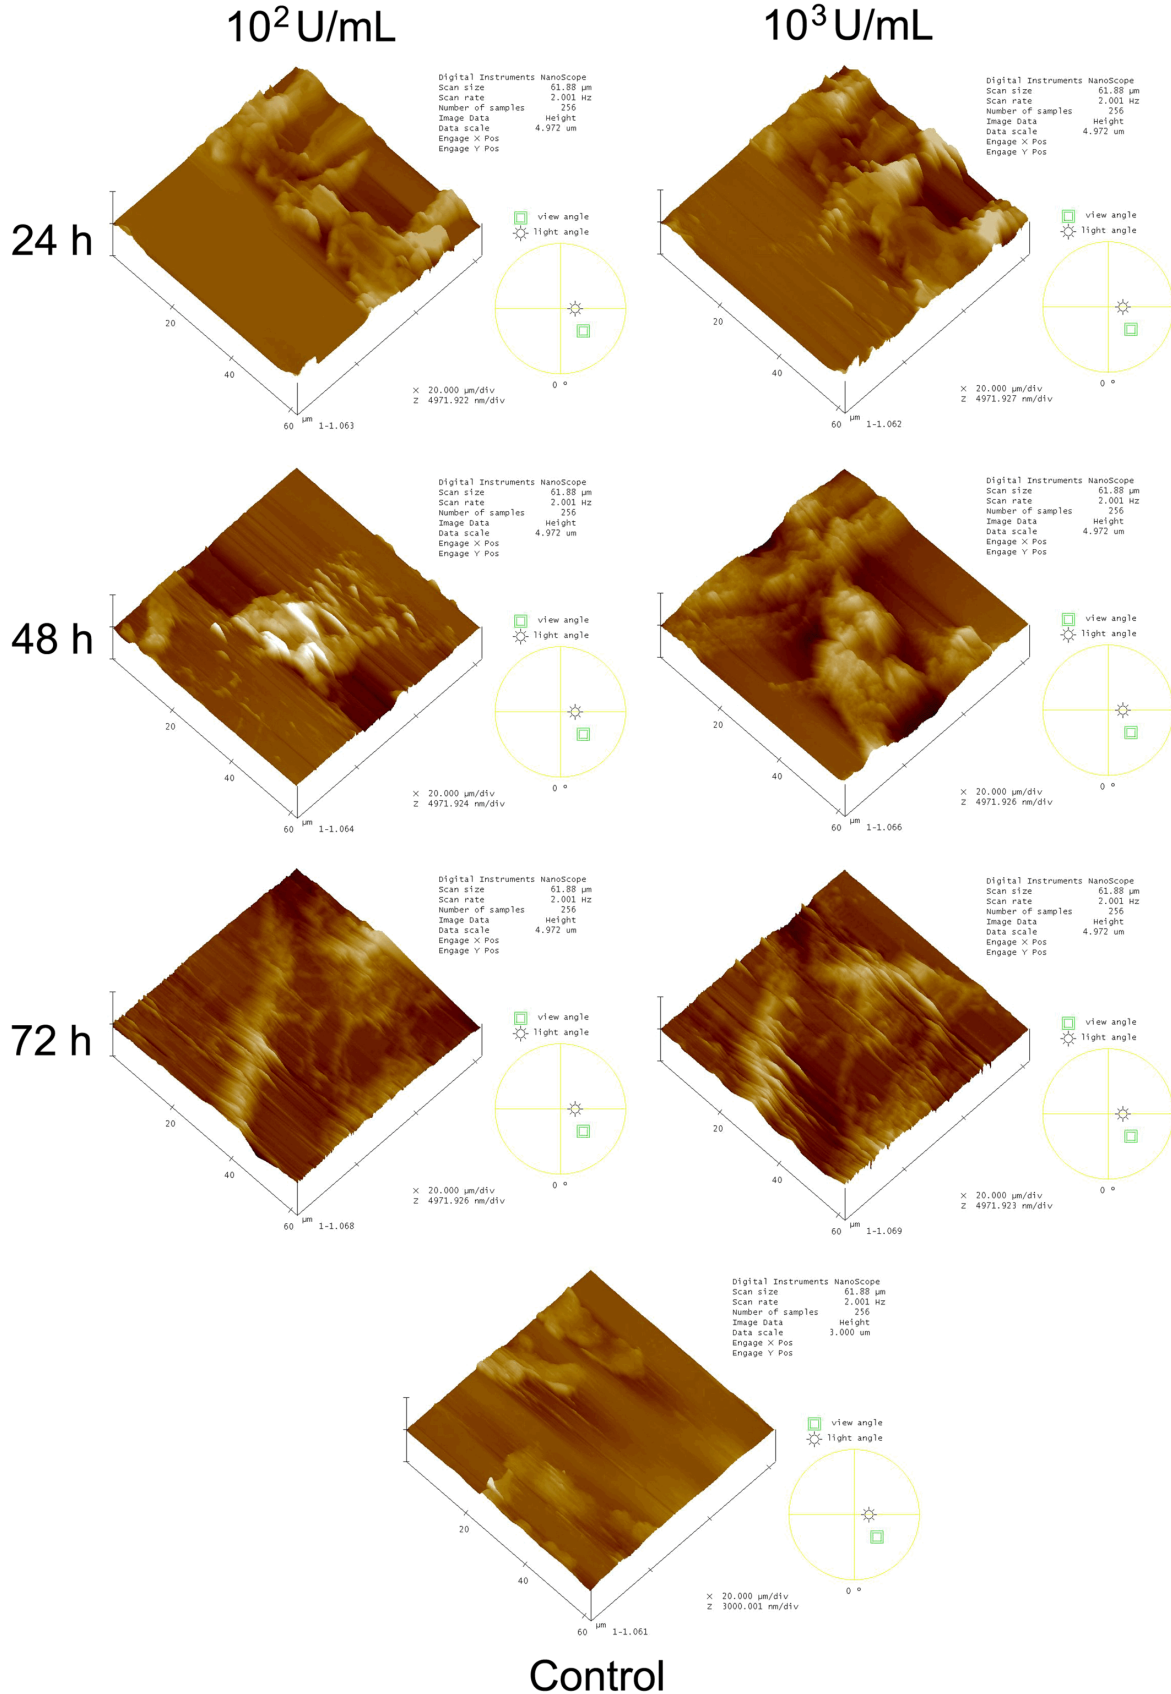 10² U/mL
10³ U/mL
24 h
Digital Instruments NanoScope
Scan size 61.88 µm
Scan rate 2.001 Hz
Number of samples 256
Image Data Height
Data scale 4.972 um
Engage X Pos
Engage Y Pos
view angle
light angle
0 °
20
40
60 µm
X 20.000 µm/div
Z 4971.922 nm/div
1-1.063
Digital Instruments NanoScope
Scan size 61.88 µm
Scan rate 2.001 Hz
Number of samples 256
Image Data Height
Data scale 4.972 um
Engage X Pos
Engage Y Pos
view angle
light angle
0 °
20
40
60 µm
X 20.000 µm/div
Z 4971.927 nm/div
1-1.062
48 h
Digital Instruments NanoScope
Scan size 61.88 µm
Scan rate 2.001 Hz
Number of samples 256
Image Data Height
Data scale 4.972 um
Engage X Pos
Engage Y Pos
view angle
light angle
0 °
20
40
60 µm
X 20.000 µm/div
Z 4971.924 nm/div
1-1.064
Digital Instruments NanoScope
Scan size 61.88 µm
Scan rate 2.001 Hz
Number of samples 256
Image Data Height
Data scale 4.972 um
Engage X Pos
Engage Y Pos
view angle
light angle
0 °
20
40
60 µm
X 20.000 µm/div
Z 4971.926 nm/div
1-1.066
72 h
Digital Instruments NanoScope
Scan size 61.88 µm
Scan rate 2.001 Hz
Number of samples 256
Image Data Height
Data scale 4.972 um
Engage X Pos
Engage Y Pos
view angle
light angle
0 °
20
40
60 µm
X 20.000 µm/div
Z 4971.926 nm/div
1-1.068
Digital Instruments NanoScope
Scan size 61.88 µm
Scan rate 2.001 Hz
Number of samples 256
Image Data Height
Data scale 4.972 um
Engage X Pos
Engage Y Pos
view angle
light angle
0 °
20
40
60 µm
X 20.000 µm/div
Z 4971.923 nm/div
1-1.069
Digital Instruments NanoScope
Scan size 61.88 µm
Scan rate 2.001 Hz
Number of samples 256
Image Data Height
Data scale 3.000 um
Engage X Pos
Engage Y Pos
view angle
light angle
0 °
20
40
60 µm
X 20.000 µm/div
Z 3000.001 nm/div
1-1.061
Control